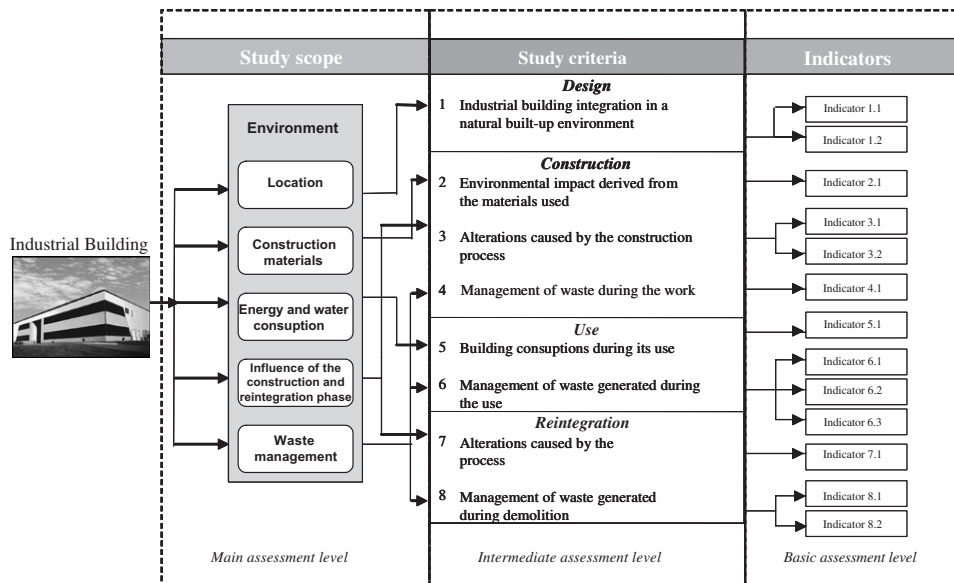 Study scope
Study criteria
Indicators
Industrial Building
Environment
Location
Construction
materials
Energy and water
consuption
Influence of the
construction and
reintegration phase
Waste
management
Main assessment level
Design
1 Industrial building integration in a
natural built-up environment
Construction
2 Environmental impact derived from
the materials used
3 Alterations caused by the construction
process
4 Management of waste during the work
Use
5 Building consuptions during its use
6 Management of waste generated during
the use
Reintegration
7 Alterations caused by the
process
8 Management of waste generated
during demolition
Intermediate assessment level
Indicator 1.1
Indicator 1.2
Indicator 2.1
Indicator 3.1
Indicator 3.2
Indicator 4.1
Indicator 5.1
Indicator 6.1
Indicator 6.2
Indicator 6.3
Indicator 7.1
Indicator 8.1
Indicator 8.2
Basic assessment level